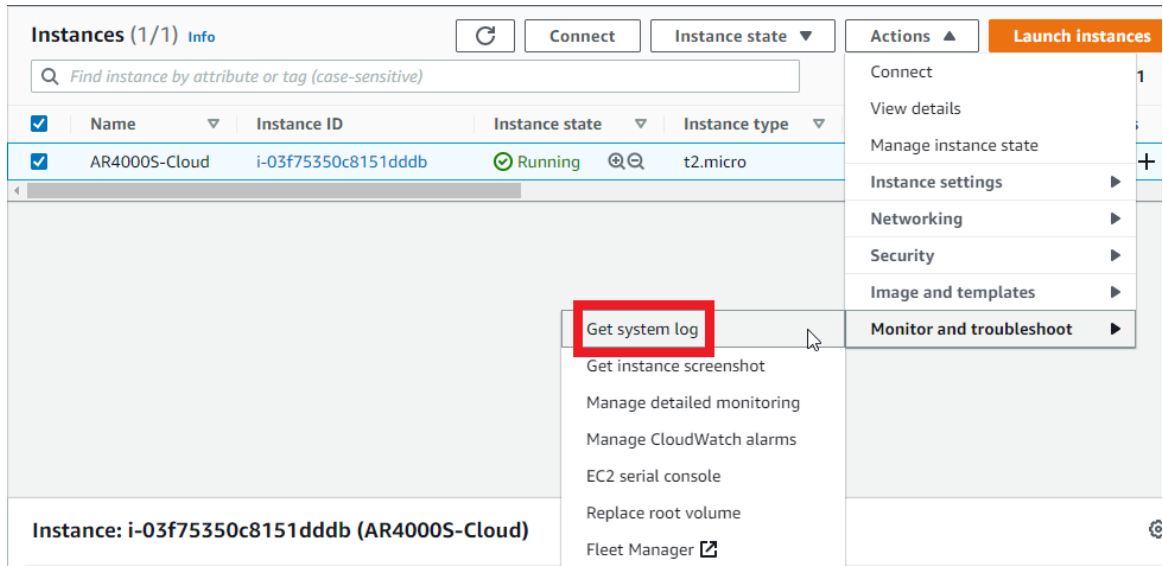 Instances (1/1) Info
Connect
Instance state
Actions
Launch instances
Find instance by attribute or tag (case-sensitive)
1
Name
Instance ID
Instance state
Instance type
AR4000S-Cloud
i-03f75350c8151dddb
Running
t2.micro
Connect
View details
Manage instance state
Instance settings
Networking
Security
Image and templates
Monitor and troubleshoot
Get system log
Get instance screenshot
Manage detailed monitoring
Manage CloudWatch alarms
EC2 serial console
Replace root volume
Fleet Manager
Instance: i-03f75350c8151dddb (AR4000S-Cloud)